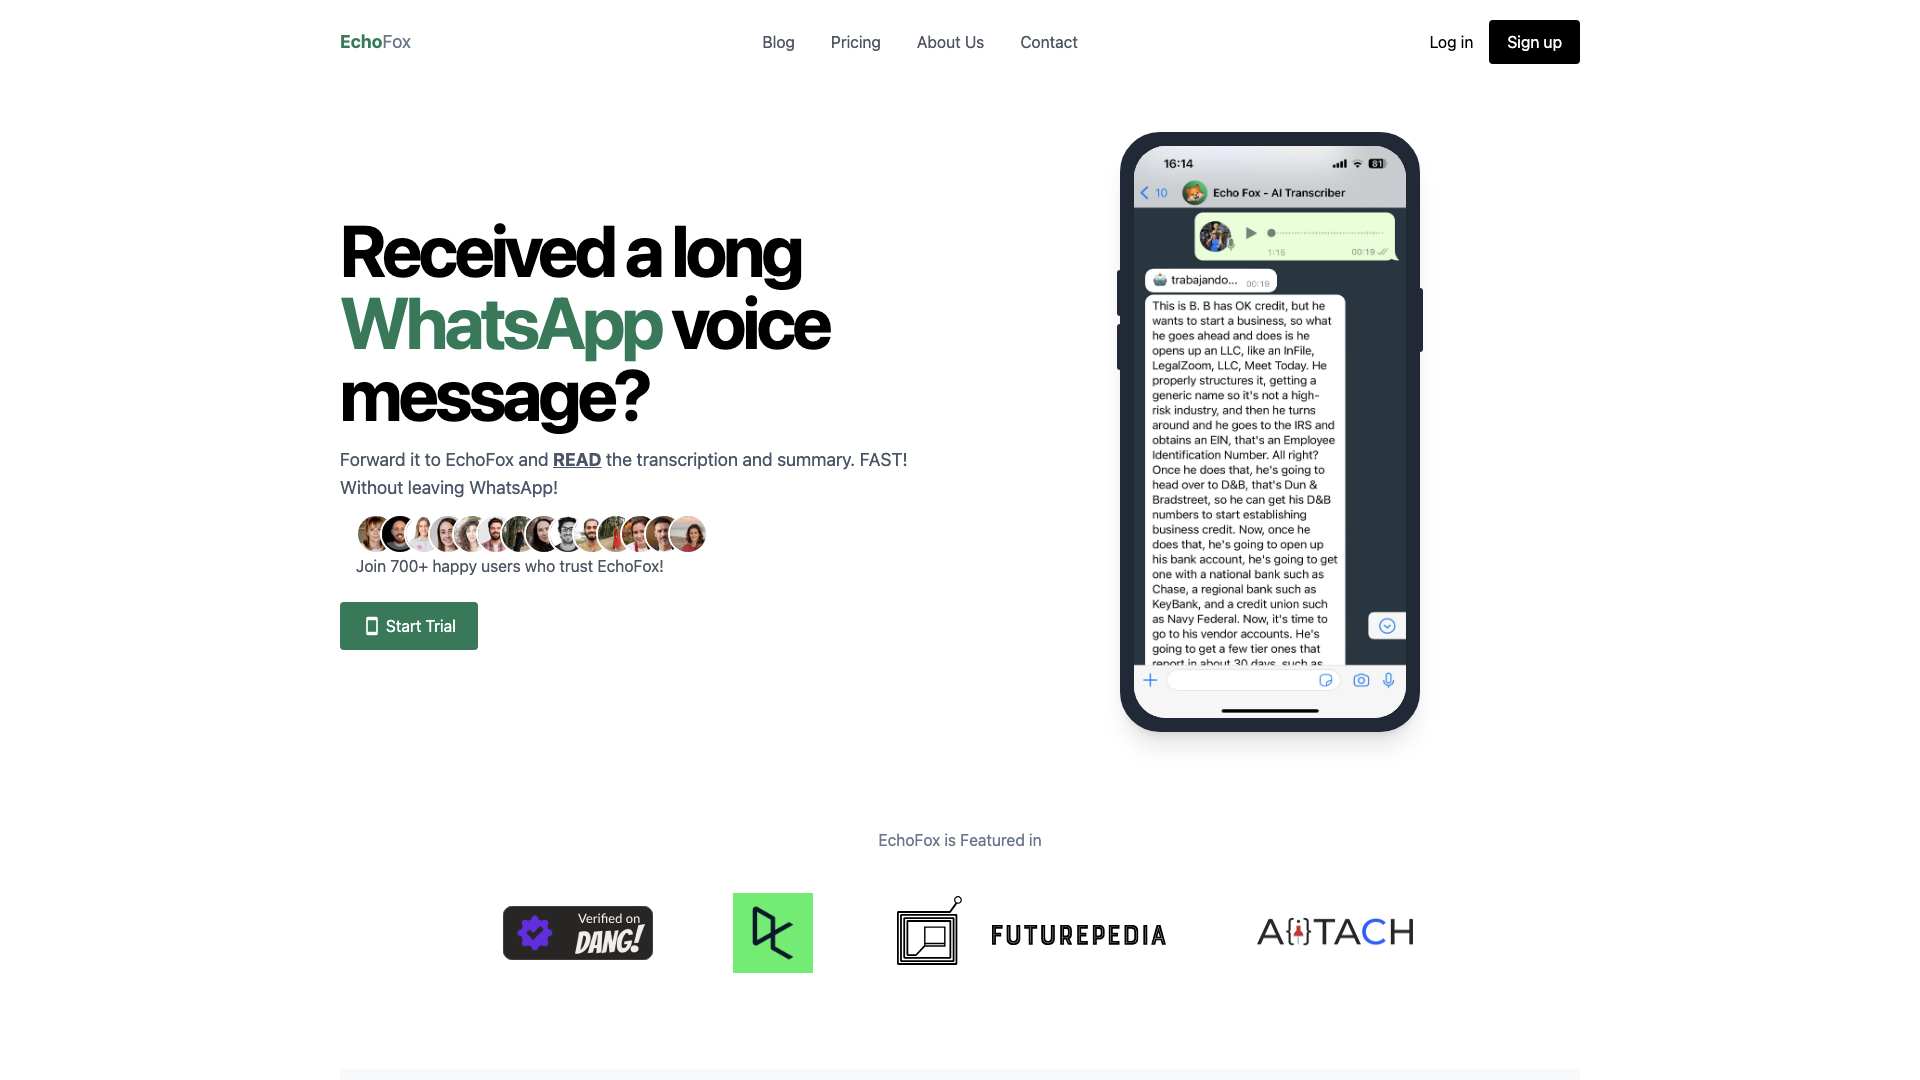 EchoFox
Blog
Pricing
About Us
Contact
Log in
Sign up
Received a long
WhatsApp voice
message?
Forward it to EchoFox and READ the transcription and summary. FAST!
Without leaving WhatsApp!
Join 700+ happy users who trust EchoFox!
Start Trial
16:14
81
10
Echo Fox - AI Transcriber
1:15
00:19
trabajando...
00:19
This is B. B has OK credit, but he
wants to start a business, so what
he goes ahead and does is he
opens up an LLC, like an InFile,
LegalZoom, LLC, Meet Today. He
properly structures it, getting a
generic name so it's not a high-
risk industry, and then he turns
around and he goes to the IRS and
obtains an EIN, that's an Employee
Identification Number. All right?
Once he does that, he's going to
head over to D&B, that's Dun &
Bradstreet, so he can get his D&B
numbers to start establishing
business credit. Now, once he
does that, he's going to open up
his bank account, he's going to get
one with a national bank such as
Chase, a regional bank such as
KeyBank, and a credit union such
as Navy Federal. Now, it's time to
go to his vendor accounts. He's
going to get a few tier ones that
report in about 30 days, such as
EchoFox is Featured in
Verified on
DANG!
FUTUREPEDIA
AITACH